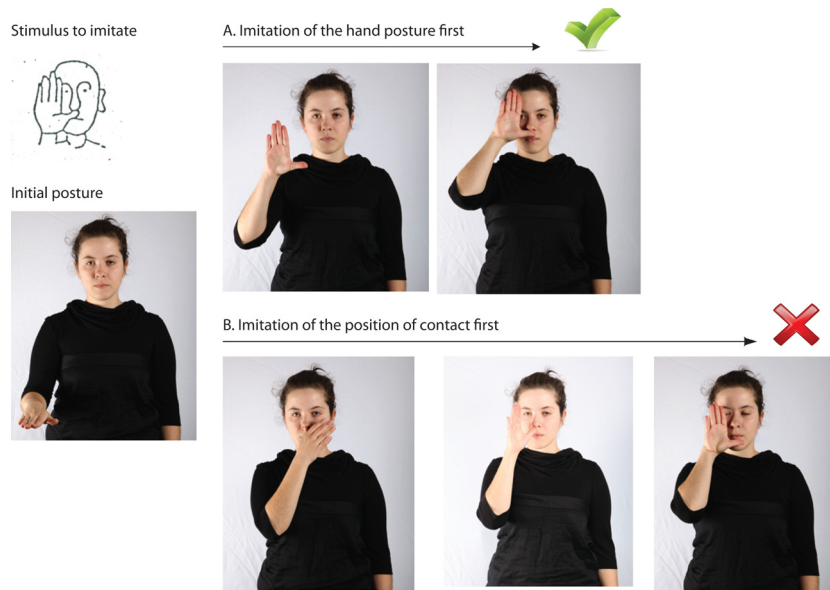 Stimulus to imitate
A. Imitation of the hand posture first
Initial posture
B. Imitation of the position of contact first